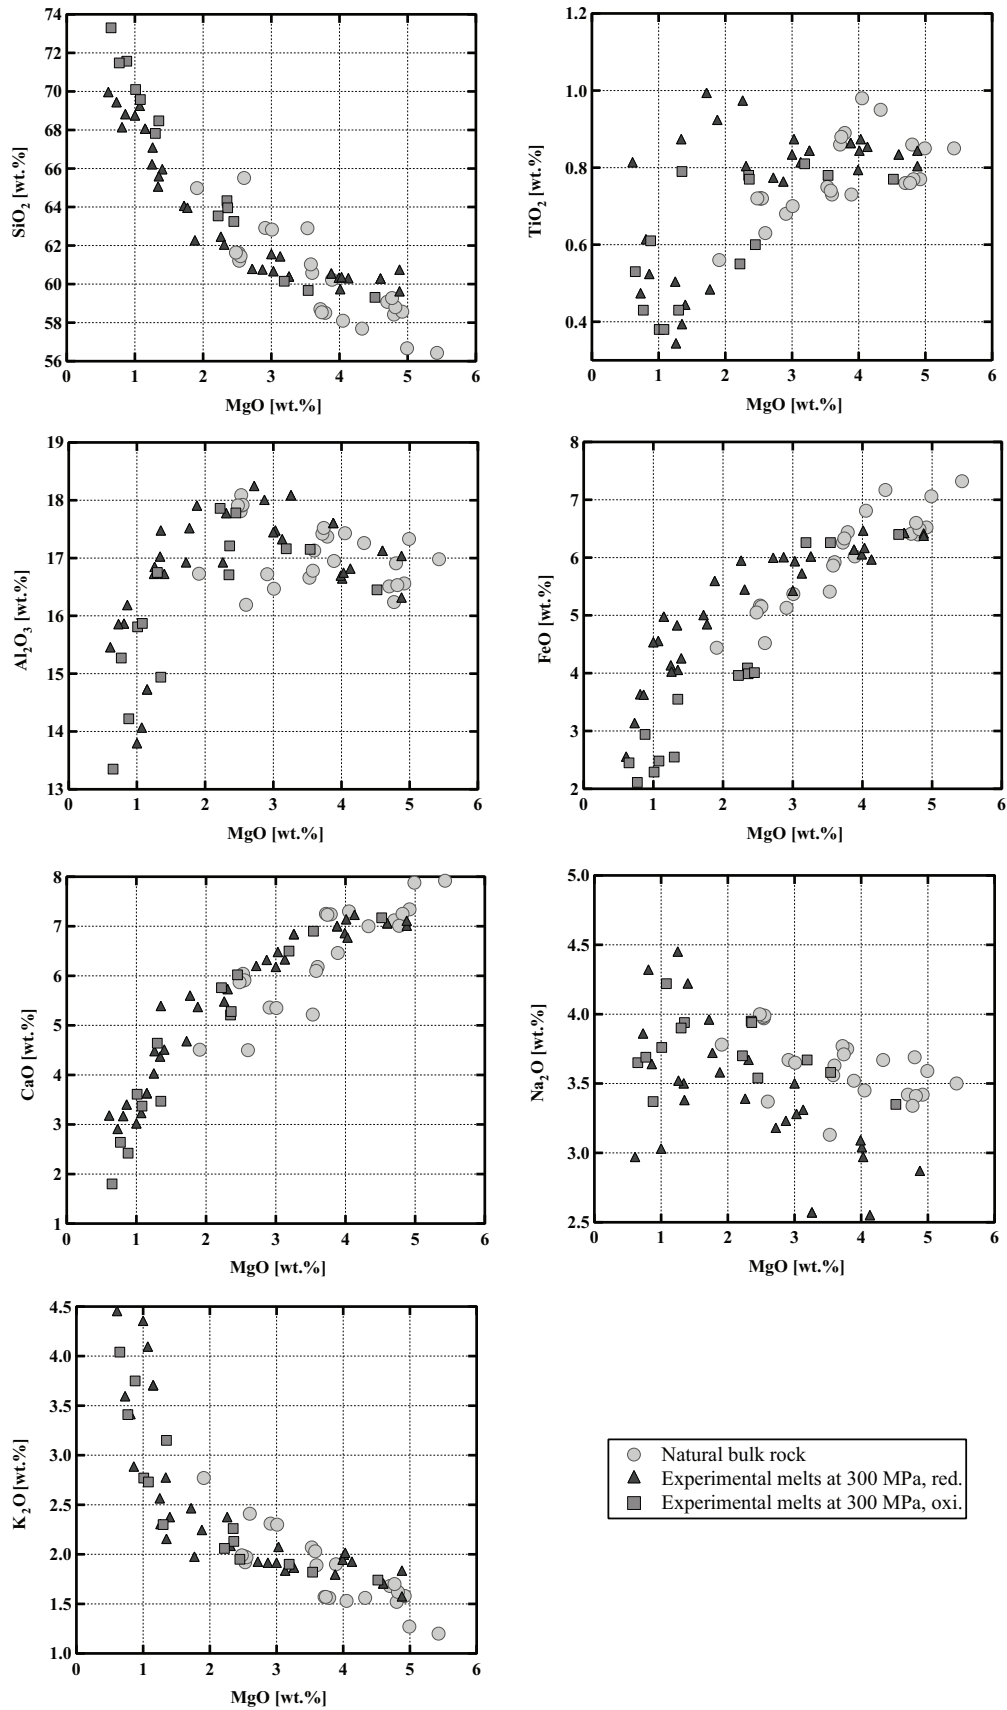 74
72
70
68
66
64
62
60
58
56
SiO2 [wt.%]
0 1 2 3 4 5 6
MgO [wt.%]
1.2
1.0
0.8
0.6
0.4
TiO2 [wt.%]
0 1 2 3 4 5 6
MgO [wt.%]
19
18
17
16
15
14
13
Al2O3 [wt.%]
0 1 2 3 4 5 6
MgO [wt.%]
8
7
6
5
4
3
2
FeO [wt.%]
0 1 2 3 4 5 6
MgO [wt.%]
8
7
6
5
4
3
2
1
CaO [wt.%]
0 1 2 3 4 5 6
MgO [wt.%]
5.0
4.5
4.0
3.5
3.0
2.5
Na2O [wt.%]
0 1 2 3 4 5 6
MgO [wt.%]
4.5
4.0
3.5
3.0
2.5
2.0
1.5
1.0
K2O [wt.%]
0 1 2 3 4 5 6
MgO [wt.%]
Natural bulk rock
Experimental melts at 300 MPa, red.
Experimental melts at 300 MPa, oxi.